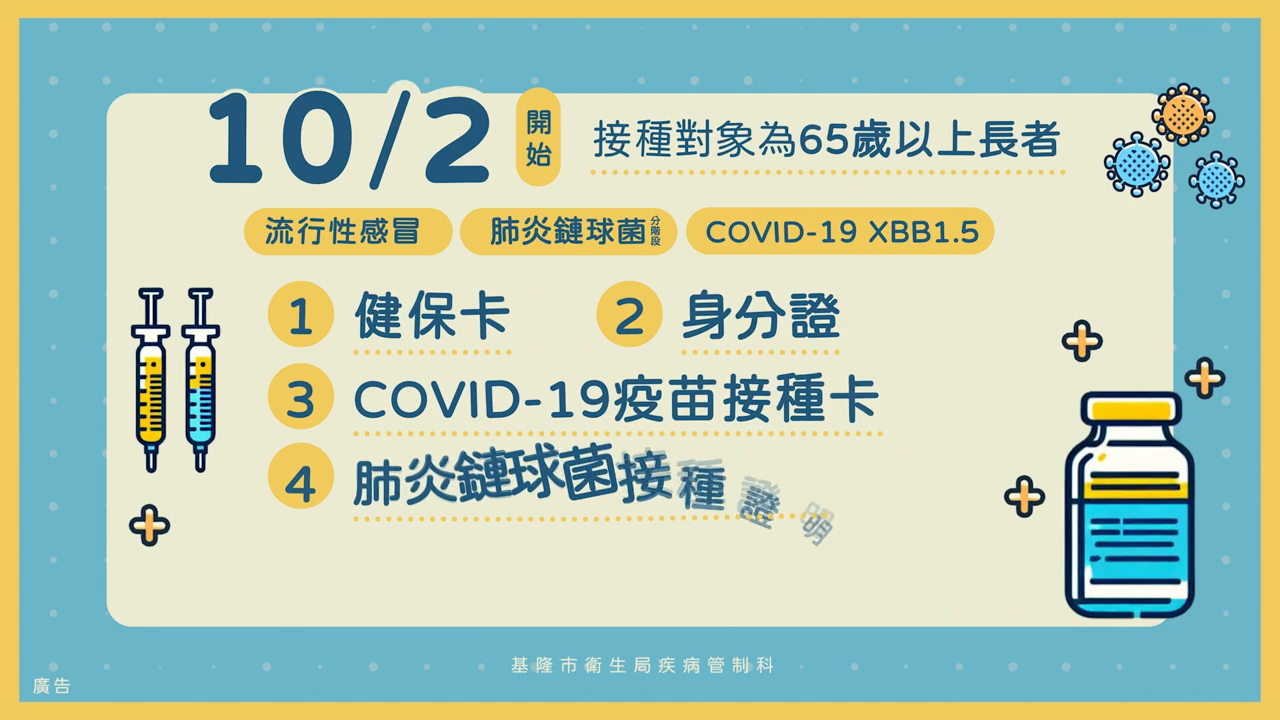 10/2 開始 接種對象為65歲以上長者
流行性感冒 肺炎鏈球菌分階段 COVID-19 XBB1.5
1 健保卡 2 身分證
3 COVID-19疫苗接種卡
4 肺炎鏈球菌接種證明
基隆市衛生局疾病管制科
廣告